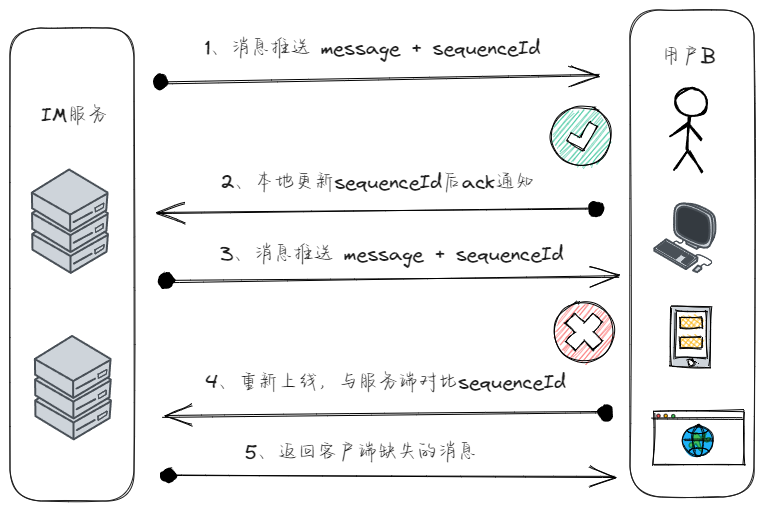 1、消息推送 message + sequenceId
用户B
IM服务
2、本地更新sequenceId后ack通知
3、消息推送 message + sequenceId
4、重新上线，与服务端对比sequenceId
5、返回客户端缺失的消息